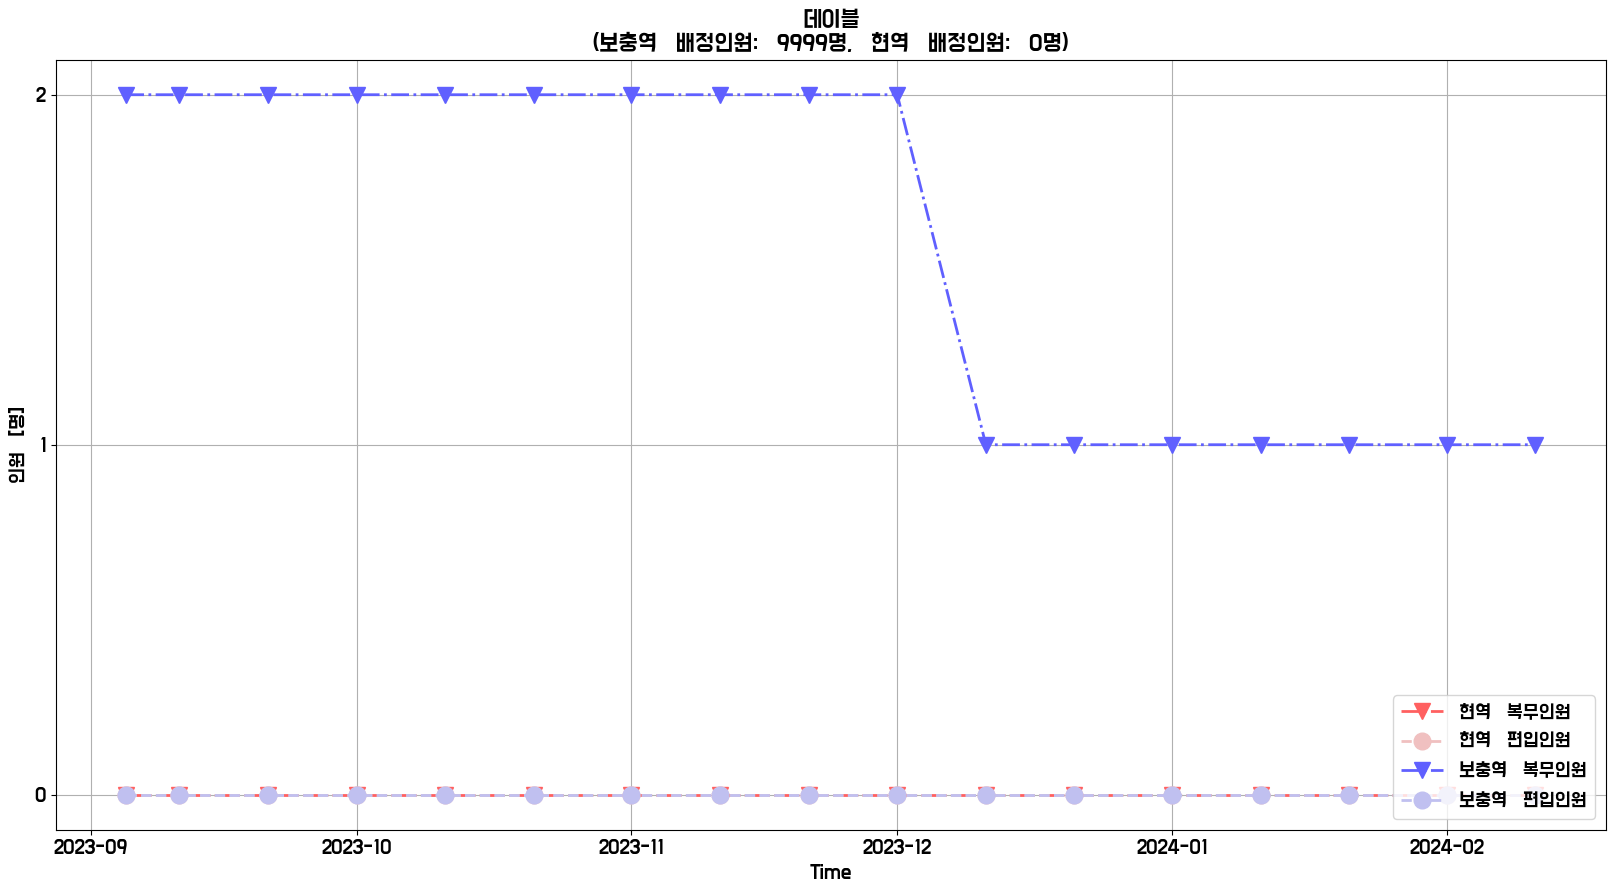 데이블
(보충역 배정인원: 9999명, 현역 배정인원: 0명)
인원 [명]
2
1
0
현역 복무인원
현역 편입인원
보충역 복무인원
보충역 편입인원
2023-09
2023-10
2023-11
2023-12
2024-01
2024-02
Time